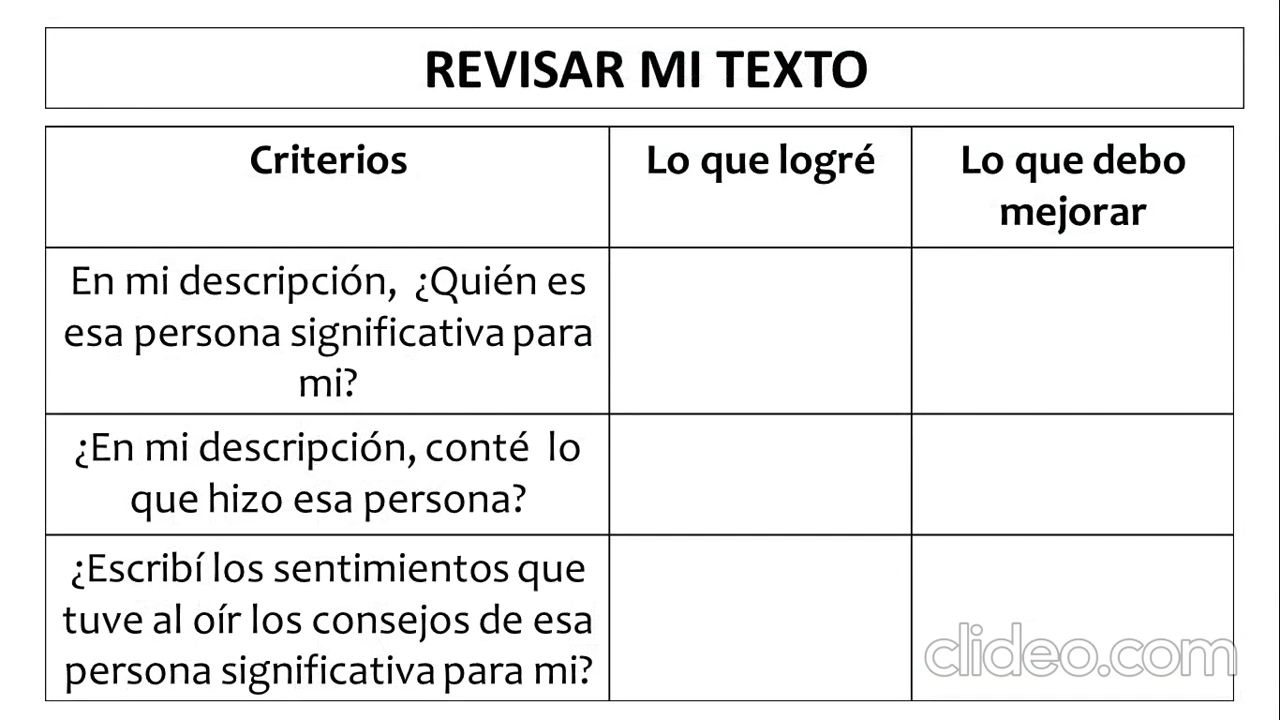 REVISAR MI TEXTO
Criterios
Lo que logré
Lo que debo
mejorar
En mi descripción, ¿Quién es
esa persona significativa para
mi?
¿En mi descripción, conté lo
que hizo esa persona?
¿Escribí los sentimientos que
tuve al oír los consejos de esa
persona significativa para mi?
clideo.com